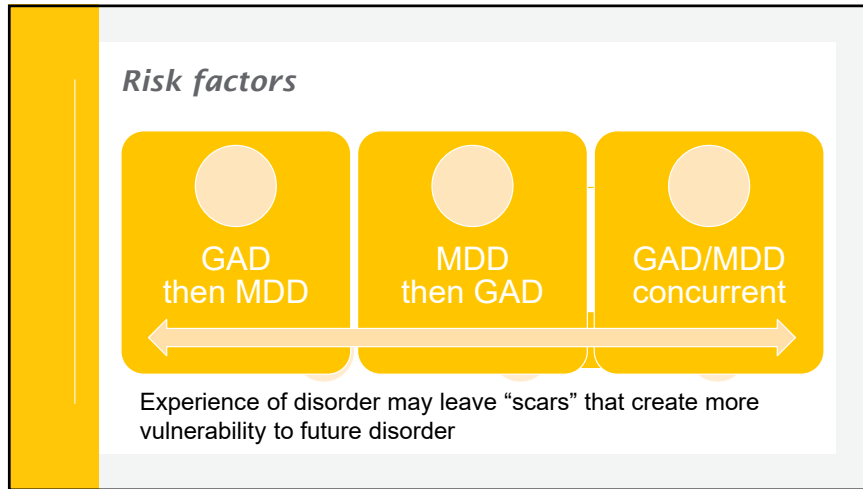 Risk factors
GAD
then MDD
MDD
then GAD
GAD/MDD
concurrent
Experience of disorder may leave “scars” that create more
vulnerability to future disorder